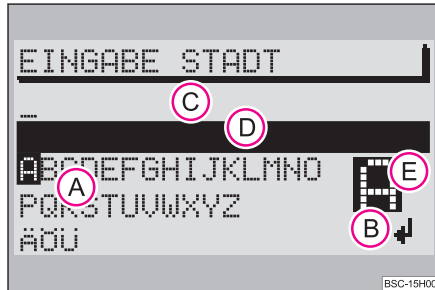 EINGABE STADT
_
C
D
ABCDEFGHIJKLMNO
E
A
PQRSTUVWXYZ
B
ÄÖÜ
BSC-15H00